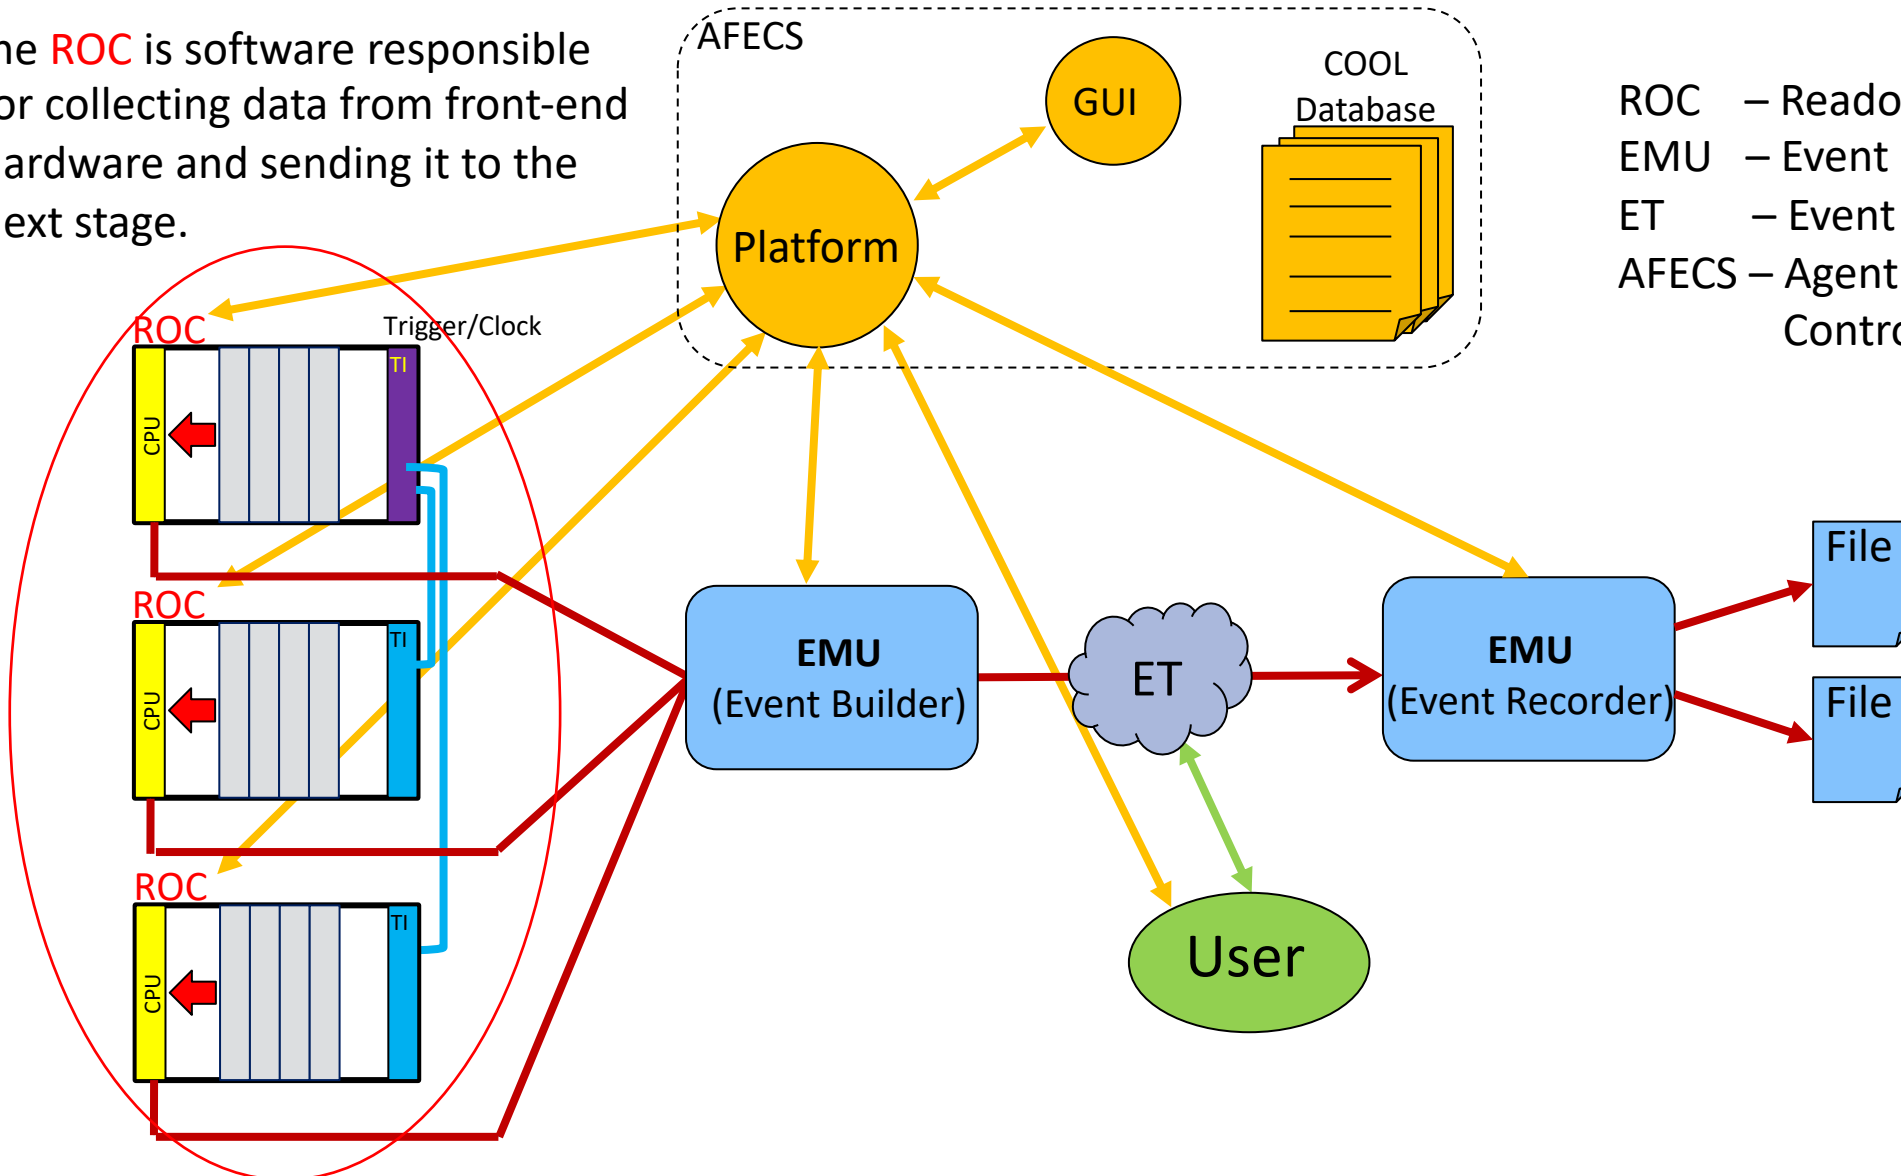 he ROC is software responsible
or collecting data from front-end
ardware and sending it to the
ext stage.
AFECS
GUI
COOL
Database
Platform
ROC – Reado
EMU – Event
ET – Event
AFECS – Agent
Contro
Trigger/Clock
ROC
TI
CPU
ROC
TI
CPU
ROC
TI
CPU
EMU
(Event Builder)
ET
EMU
(Event Recorder)
File
File
User